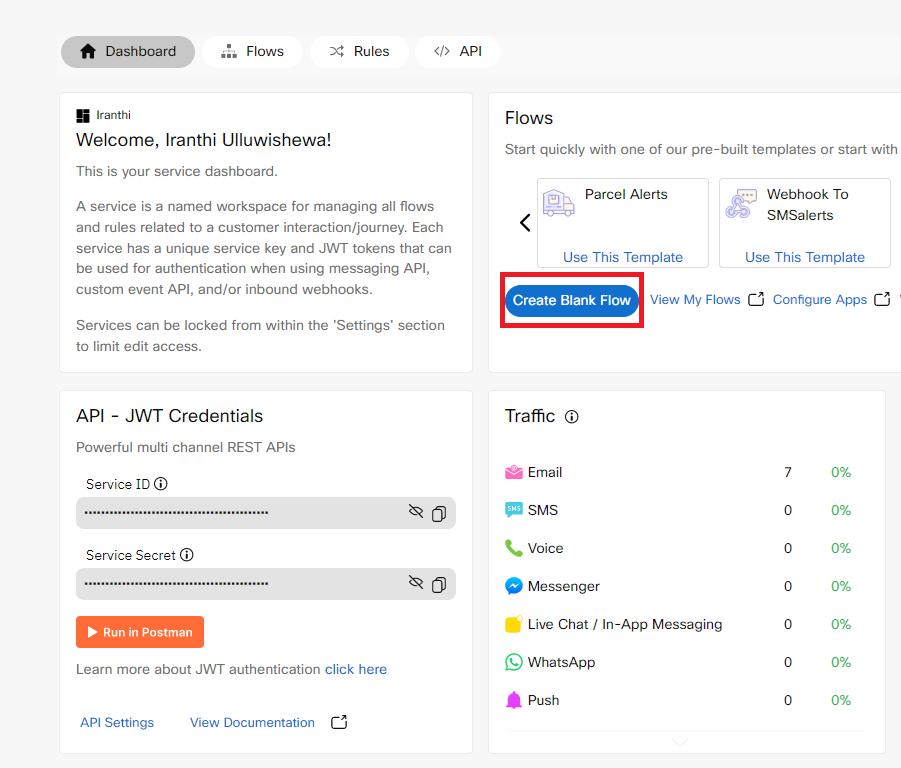 Dashboard
Flows
Rules
</> API
Iranthi
Welcome, Iranthi Ulluwishewa!
This is your service dashboard.
A service is a named workspace for managing all flows
and rules related to a customer interaction/journey. Each
service has a unique service key and JWT tokens that can
be used for authentication when using messaging API,
custom event API, and/or inbound webhooks.
Services can be locked from within the 'Settings' section
to limit edit access.
Flows
Start quickly with one of our pre-built templates or start with
Parcel Alerts
Use This Template
Webhook To
SMSalerts
Use This Template
Create Blank Flow
View My Flows
Configure Apps
API - JWT Credentials
Powerful multi channel REST APIs
Service ID
Service Secret
Run in Postman
Learn more about JWT authentication click here
API Settings
View Documentation
Traffic
Email 7 0%
SMS SMS 0 0%
Voice 0 0%
Messenger 0 0%
Live Chat / In-App Messaging 0 0%
WhatsApp 0 0%
Push 0 0%